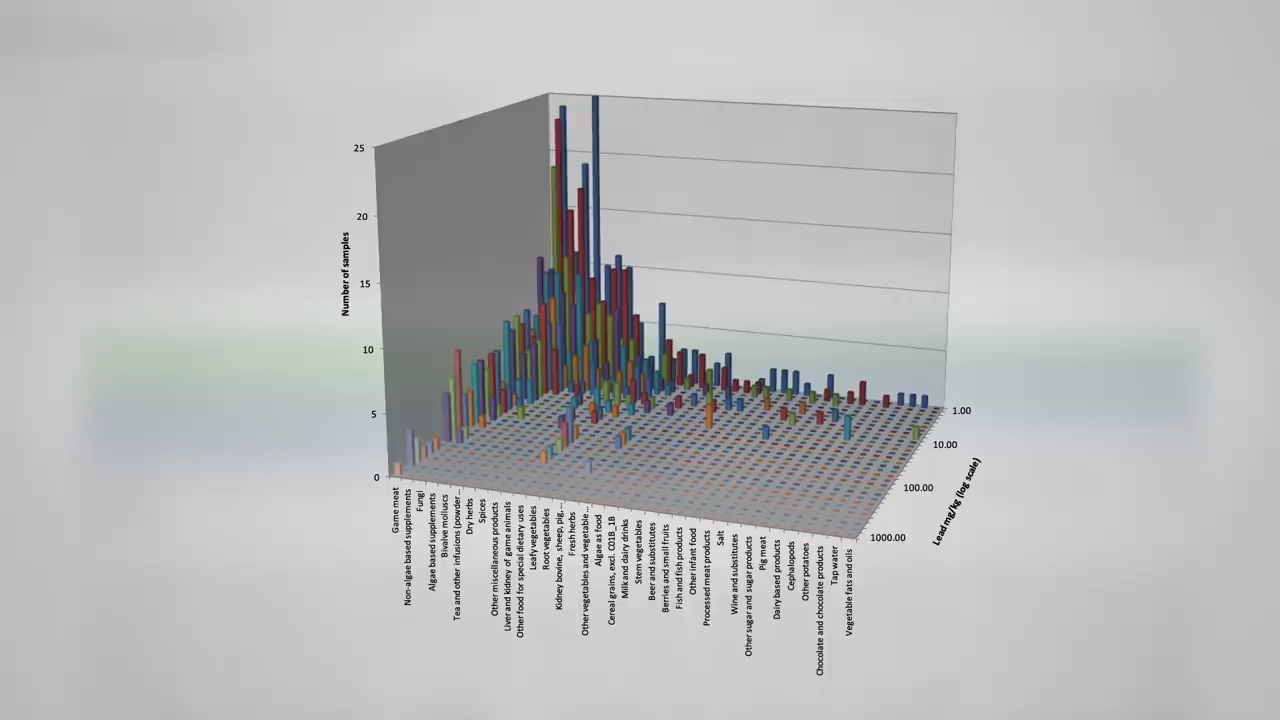 25
20
15
10
5
0
Number of samples
1.00
10.00
100.00
1000.00
Lead mg/kg (log scale)
Game meat
Non-algae based supplements
Fungi
Algae based supplements
Bivalve molluscs
Tea and other infusions (powder...
Dry herbs
Spices
Other miscellaneous products
Liver and kidney of game animals
Other food for special dietary uses
Leafy vegetables
Root vegetables
Kidney bovine, sheep, pig,...
Fresh herbs
Other vegetables and vegetable...
Algae as food
Cereal grains, excl. C01B_1B
Milk and dairy drinks
Stem vegetables
Beer and substitutes
Berries and small fruits
Fish and fish products
Other infant food
Processed meat products
Salt
Wine and substitutes
Other sugar and sugar products
Pig meat
Dairy based products
Cephalopods
Other potatoes
Chocolate and chocolate products
Tap water
Vegetable fats and oils